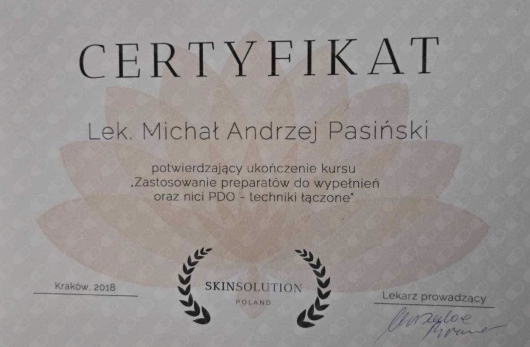 CERTYFIKAT
Lek. Michał Andrzej Pasiński
potwierdzający ukończenie kursu
„Zastosowanie preparatów do wypełnień
oraz nici PDO - techniki łączone"
Kraków, 2018
SKINSOLUTION
POLAND
Lekarz prowadzący